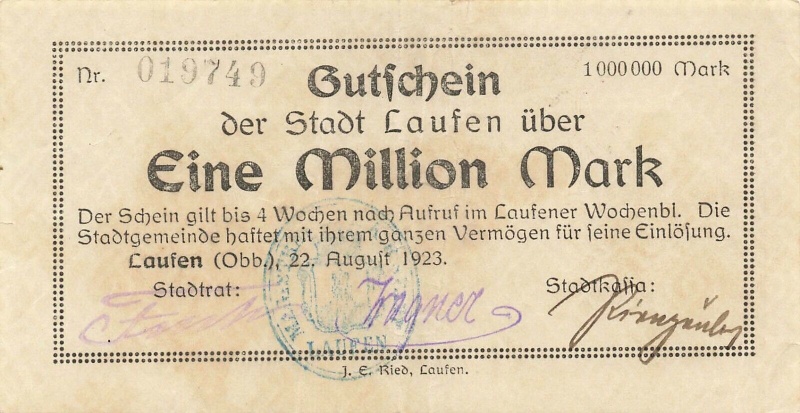 Nr. 019749
Gutschein
1000000 Mark
der Stadt Laufen über
Eine Million Mark
Der Schein gilt bis 4 Wochen nach Aufruf im Laufener Wochenbl. Die
Stadtgemeinde haftet mit ihrem ganzen Vermögen für seine Einlösung.
Laufen (Obb.), 22. August 1923.
Stadtrat:
Stadtkassa:
LAUFEN
J. E. Ried, Laufen.